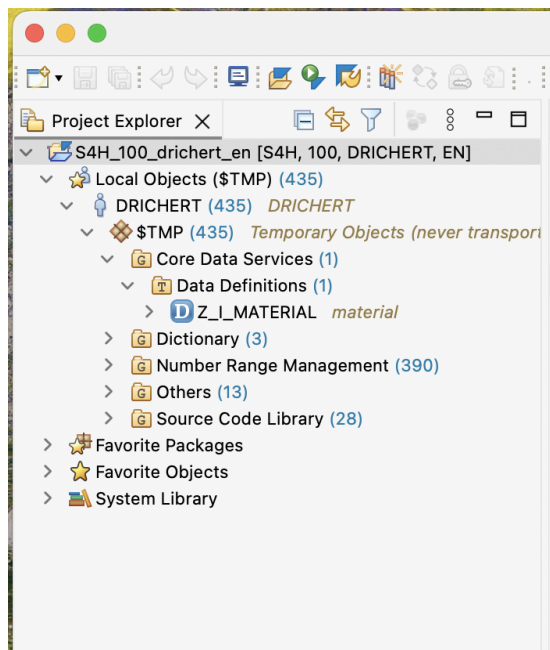 Project Explorer
S4H_100_drichert_en [S4H, 100, DRICHERT, EN]
Local Objects ($TMP) (435)
DRICHERT (435) DRICHERT
$TMP (435) Temporary Objects (never transport
G Core Data Services (1)
T Data Definitions (1)
D Z_I_MATERIAL material
G Dictionary (3)
G Number Range Management (390)
G Others (13)
G Source Code Library (28)
Favorite Packages
Favorite Objects
System Library